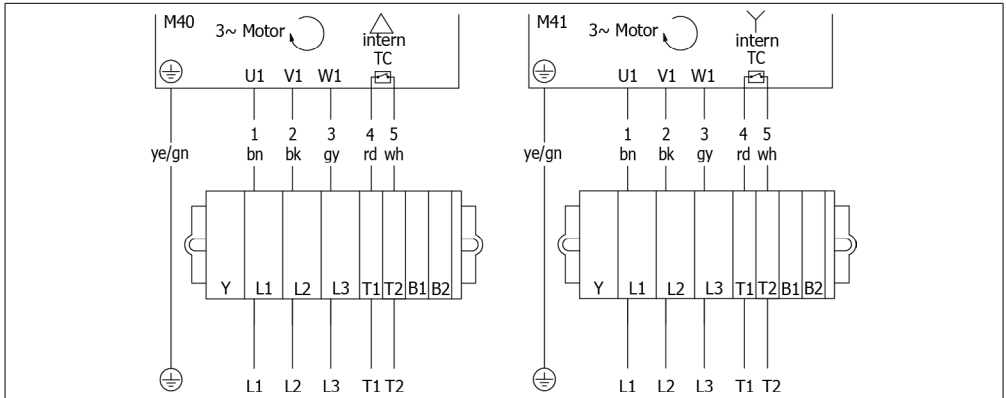 M40
3~ Motor
intern
TC
U1 V1 W1
1 2 3 4 5
ye/gn bn bk gy rd wh
Y L1 L2 L3 T1 T2 B1 B2
L1 L2 L3 T1 T2
M41
3~ Motor
intern
TC
U1 V1 W1
1 2 3 4 5
ye/gn bn bk gy rd wh
Y L1 L2 L3 T1 T2 B1 B2
L1 L2 L3 T1 T2